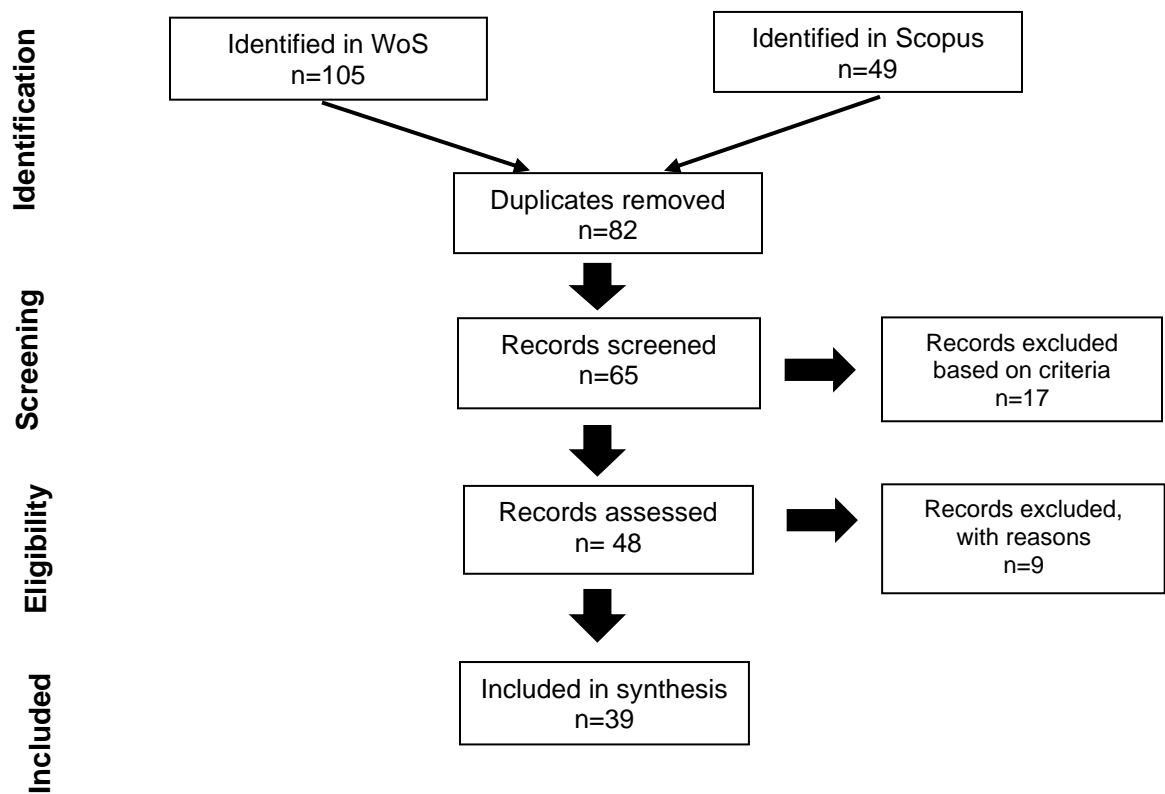 Identification
Identified in WoS
n=105
Identified in Scopus
n=49
Duplicates removed
n=82
Screening
Records screened
n=65
Records excluded
based on criteria
n=17
Eligibility
Records assessed
n= 48
Records excluded,
with reasons
n=9
Included
Included in synthesis
n=39